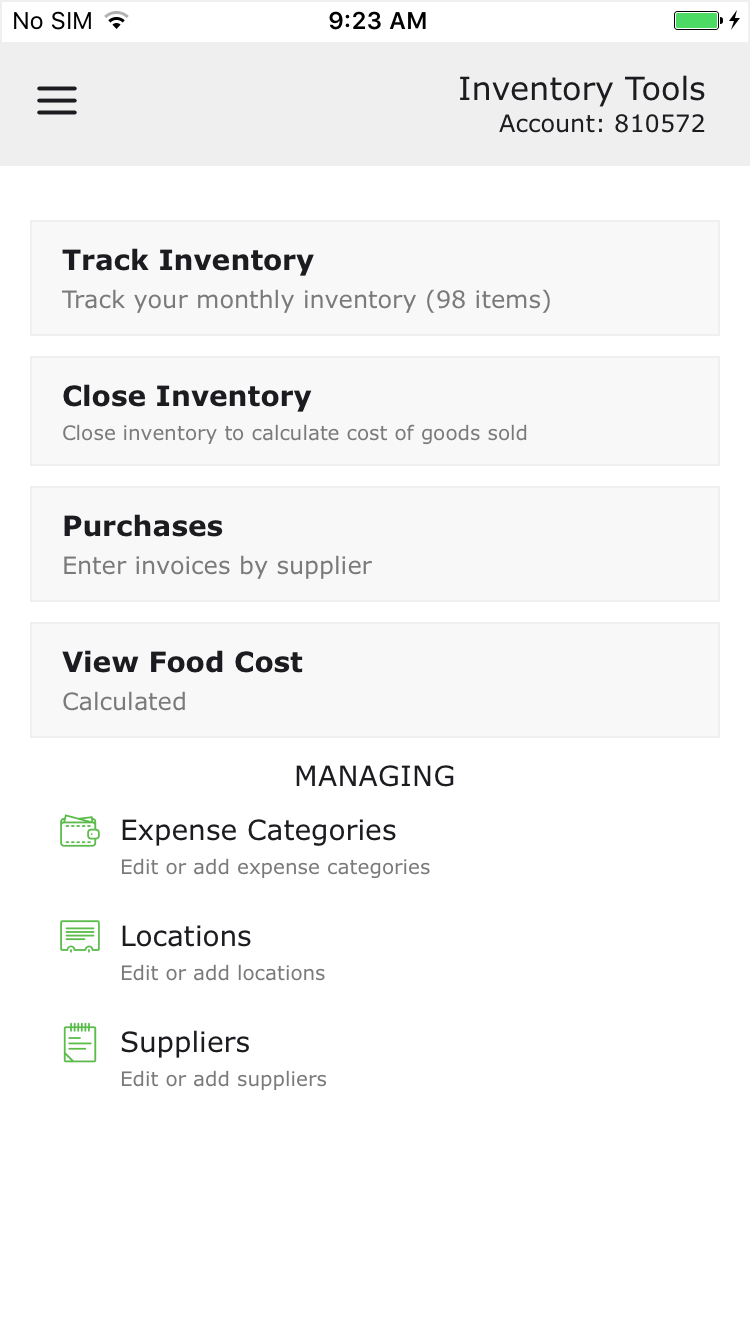 No SIM 9:23 AM
Inventory Tools
Account: 810572
Track Inventory
Track your monthly inventory (98 items)
Close Inventory
Close inventory to calculate cost of goods sold
Purchases
Enter invoices by supplier
View Food Cost
Calculated
MANAGING
Expense Categories
Edit or add expense categories
Locations
Edit or add locations
Suppliers
Edit or add suppliers